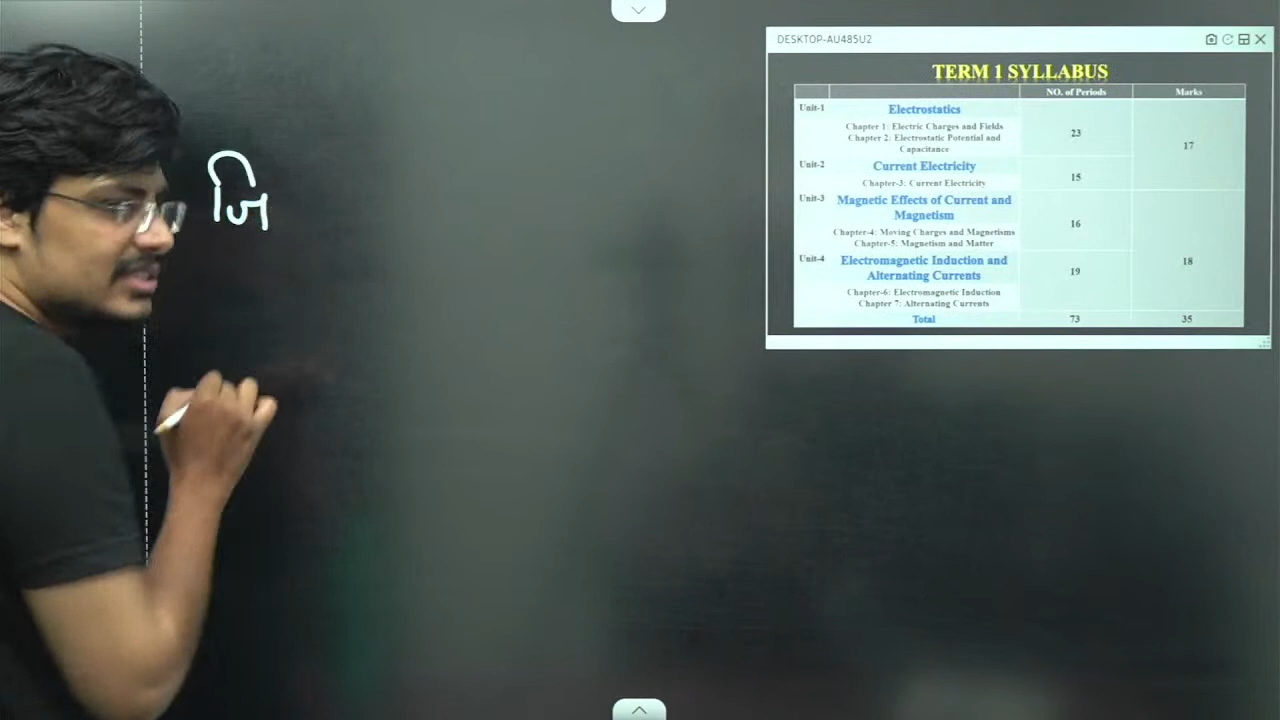 जि
DESKTOP-AU485U2
TERM 1 SYLLABUS
NO. of Periods Marks
Unit-1 Electrostatics
Chapter 1: Electric Charges and Fields
Chapter 2: Electrostatic Potential and
Capacitance
23
17
Unit-2 Current Electricity
Chapter-3: Current Electricity
15
Unit-3 Magnetic Effects of Current and
Magnetism
Chapter-4: Moving Charges and Magnetisms
Chapter-5: Magnetism and Matter
16
18
Unit-4 Electromagnetic Induction and
Alternating Currents
Chapter-6: Electromagnetic Induction
Chapter 7: Alternating Currents
19
Total 73 35